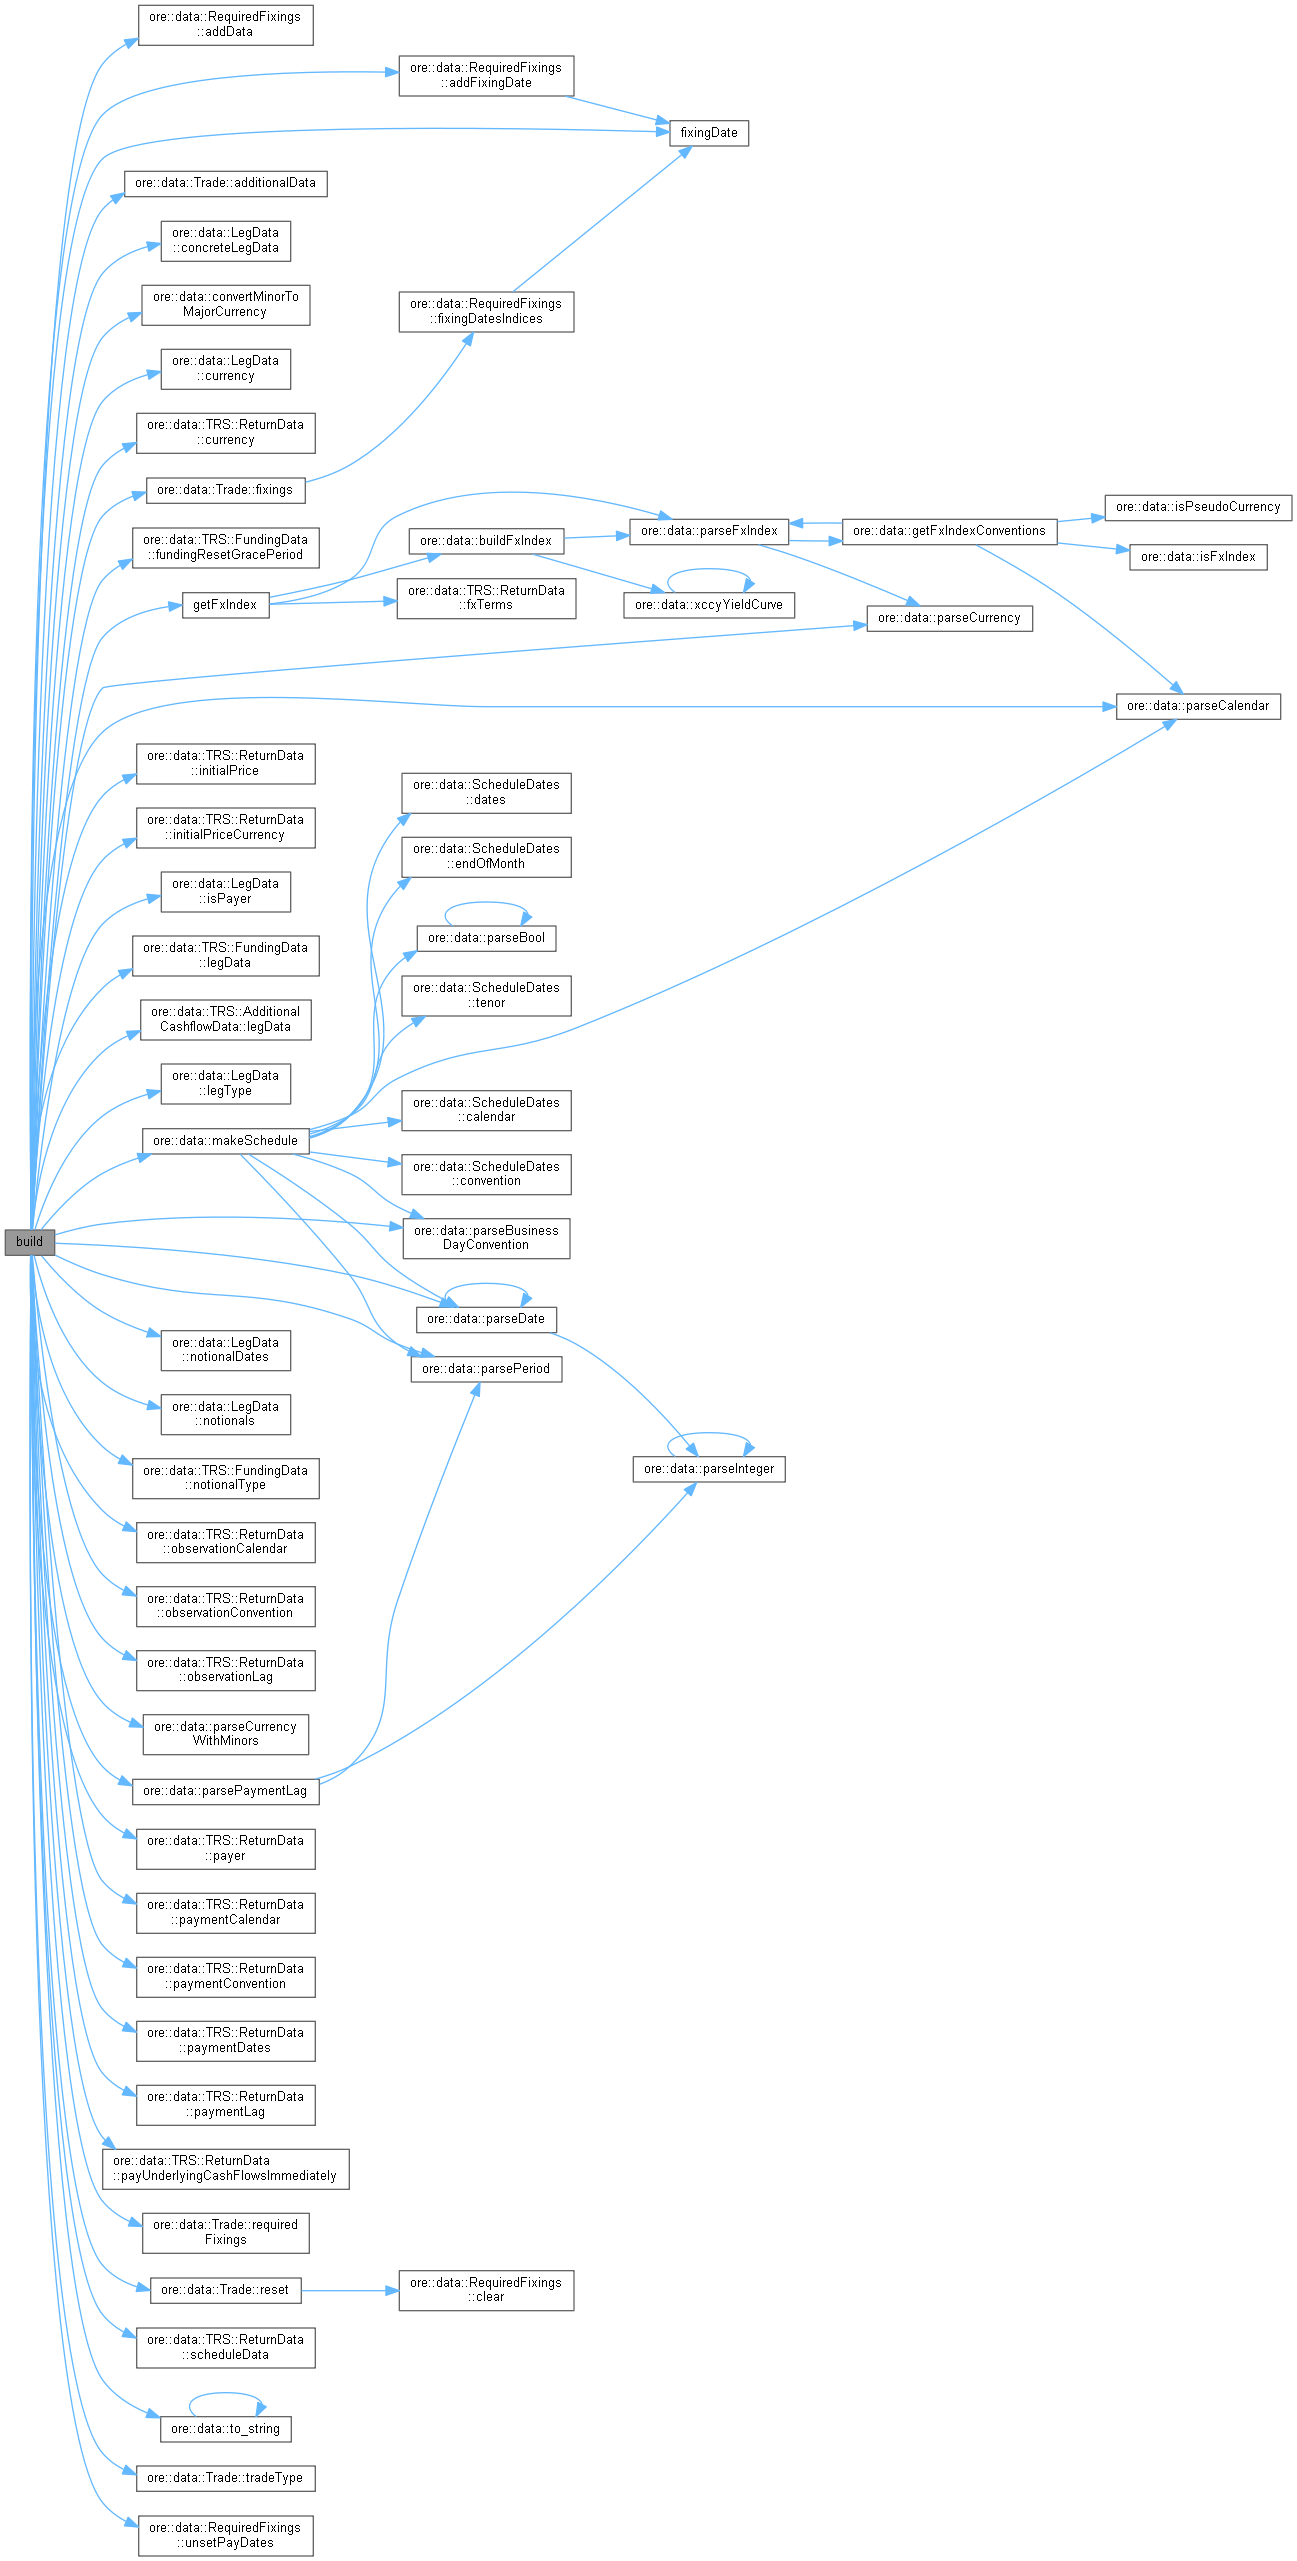 ore::data::RequiredFixings
::addData
ore::data::RequiredFixings
::addFixingDate
fixingDate
ore::data::Trade::additionalData
ore::data::LegData
::concreteLegData
ore::data::convertMinorTo
MajorCurrency
ore::data::RequiredFixings
::fixingDatesIndices
ore::data::LegData
::currency
ore::data::TRS::ReturnData
::currency
ore::data::Trade::fixings
ore::data::isPseudoCurrency
ore::data::parseFxIndex
ore::data::getFxIndexConventions
ore::data::TRS::FundingData
::fundingResetGracePeriod
ore::data::buildFxIndex
ore::data::isFxIndex
getFxIndex
ore::data::TRS::ReturnData
::fxTerms
ore::data::xccyYieldCurve
ore::data::parseCurrency
ore::data::parseCalendar
ore::data::TRS::ReturnData
::initialPrice
ore::data::ScheduleDates
::dates
ore::data::TRS::ReturnData
::initialPriceCurrency
ore::data::ScheduleDates
::endOfMonth
ore::data::LegData
::isPayer
ore::data::parseBool
ore::data::TRS::FundingData
::legData
ore::data::ScheduleDates
::tenor
ore::data::TRS::Additional
CashflowData::legData
ore::data::LegData
::legType
ore::data::ScheduleDates
::calendar
ore::data::makeSchedule
ore::data::ScheduleDates
::convention
build
ore::data::parseBusiness
DayConvention
ore::data::parseDate
ore::data::LegData
::notionalDates
ore::data::parsePeriod
ore::data::LegData
::notionals
ore::data::parseInteger
ore::data::TRS::FundingData
::notionalType
ore::data::TRS::ReturnData
::observationCalendar
ore::data::TRS::ReturnData
::observationConvention
ore::data::TRS::ReturnData
::observationLag
ore::data::parseCurrency
WithMinors
ore::data::parsePaymentLag
ore::data::TRS::ReturnData
::payer
ore::data::TRS::ReturnData
::paymentCalendar
ore::data::TRS::ReturnData
::paymentConvention
ore::data::TRS::ReturnData
::paymentDates
ore::data::TRS::ReturnData
::paymentLag
ore::data::TRS::ReturnData
::payUnderlyingCashFlowsImmediately
ore::data::Trade::required
Fixings
ore::data::Trade::reset
ore::data::RequiredFixings
::clear
ore::data::TRS::ReturnData
::scheduleData
ore::data::to_string
ore::data::Trade::tradeType
ore::data::RequiredFixings
::unsetPayDates